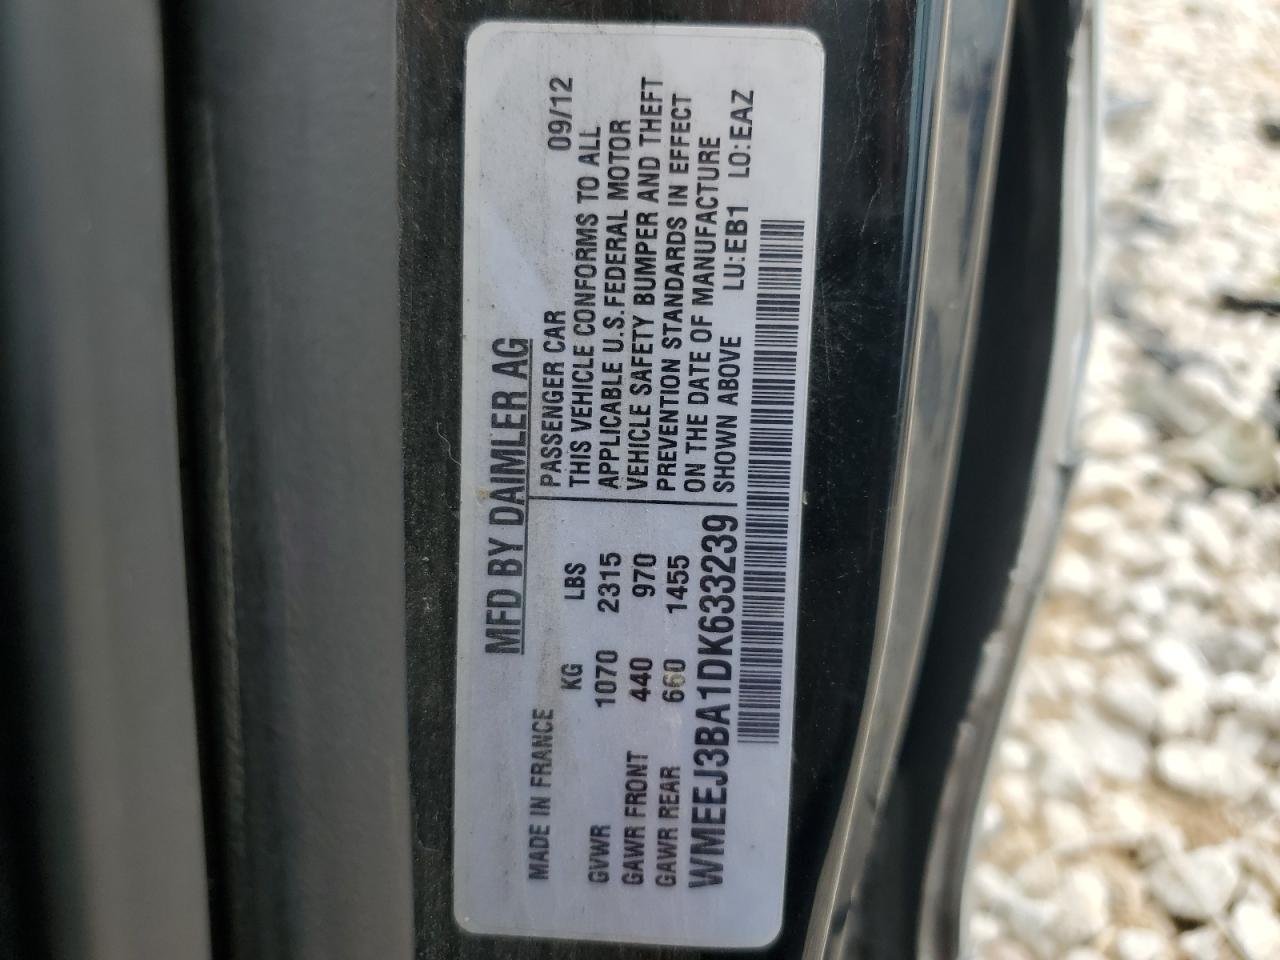 MFD BY DAIMLER AG
MADE IN FRANCE
09/12
KG LBS
GVWR 1070 2315
GAWR FRONT 440 970
GAWR REAR 660 1455
PASSENGER CAR
THIS VEHICLE CONFORMS TO ALL
APPLICABLE U.S. FEDERAL MOTOR
VEHICLE SAFETY BUMPER AND THEFT
PREVENTION STANDARDS IN EFFECT
ON THE DATE OF MANUFACTURE
SHOWN ABOVE
WMEEJ3BA1DK633239
LU:EB1 LO:EAZ